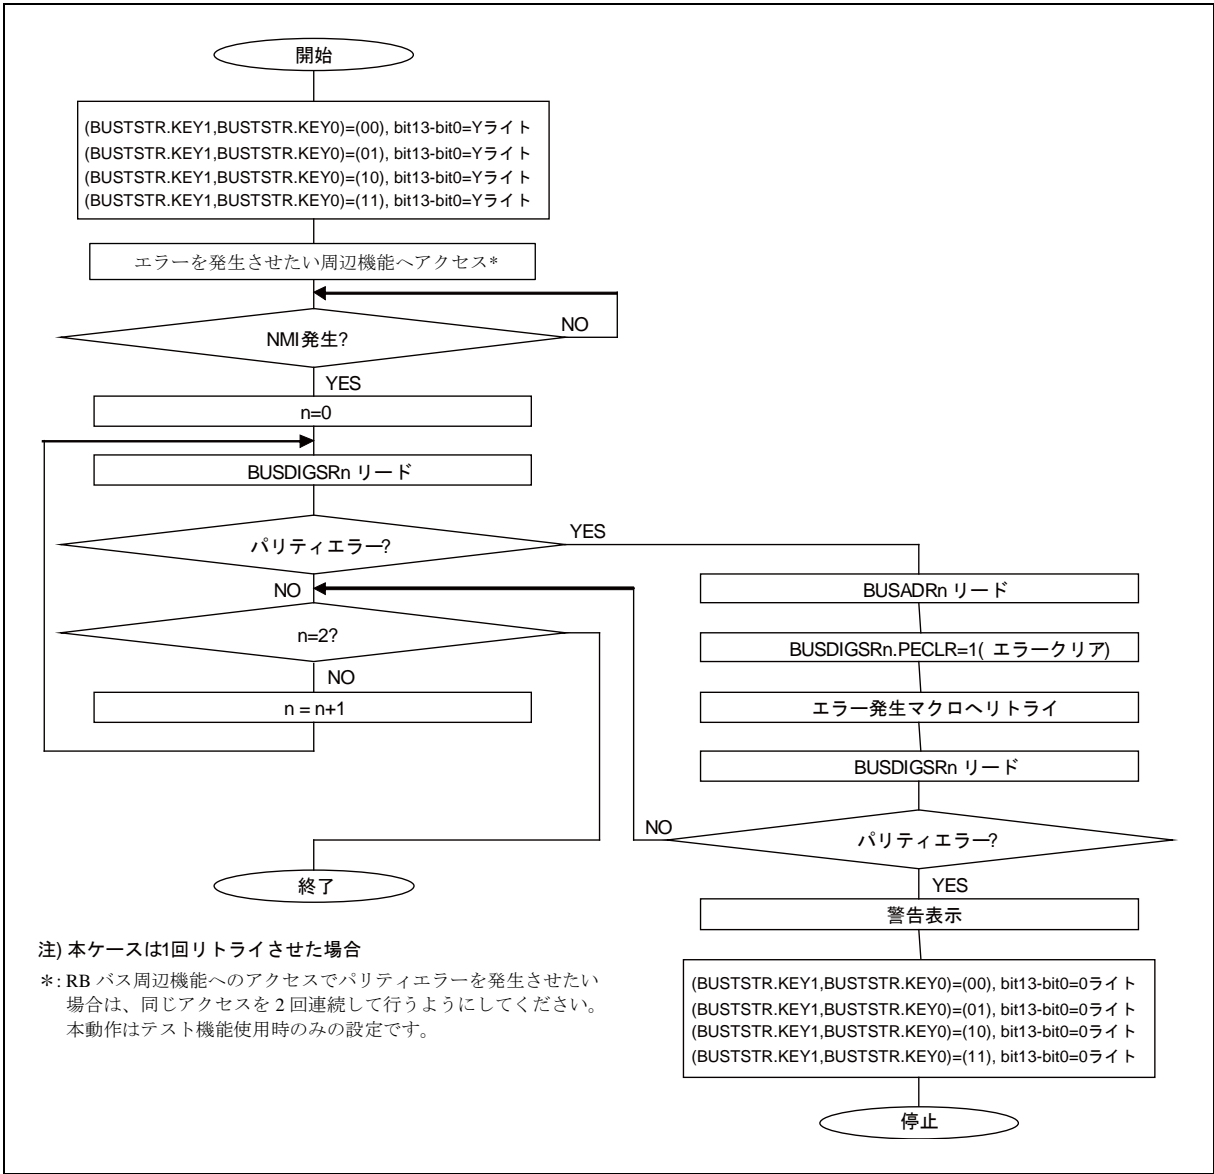 開始
(BUSTSTR.KEY1,BUSTSTR.KEY0)=(00), bit13-bit0=Yライト
(BUSTSTR.KEY1,BUSTSTR.KEY0)=(01), bit13-bit0=Yライト
(BUSTSTR.KEY1,BUSTSTR.KEY0)=(10), bit13-bit0=Yライト
(BUSTSTR.KEY1,BUSTSTR.KEY0)=(11), bit13-bit0=Yライト
エラーを発生させたい周辺機能へアクセス*
NMI発生?
NO
YES
n=0
BUSDIGSRn リード
パリティエラー?
YES
NO
n=2?
NO
n = n+1
終了
BUSADRn リード
BUSDIGSRn.PECLR=1( エラークリア)
エラー発生マクロへリトライ
BUSDIGSRn リード
パリティエラー?
NO
YES
警告表示
(BUSTSTR.KEY1,BUSTSTR.KEY0)=(00), bit13-bit0=0ライト
(BUSTSTR.KEY1,BUSTSTR.KEY0)=(01), bit13-bit0=0ライト
(BUSTSTR.KEY1,BUSTSTR.KEY0)=(10), bit13-bit0=0ライト
(BUSTSTR.KEY1,BUSTSTR.KEY0)=(11), bit13-bit0=0ライト
停止
注) 本ケースは1回リトライさせた場合
*: RB バス周辺機能へのアクセスでパリティエラーを発生させたい
場合は、同じアクセスを 2 回連続して行うようにしてください。
本動作はテスト機能使用時のみの設定です。